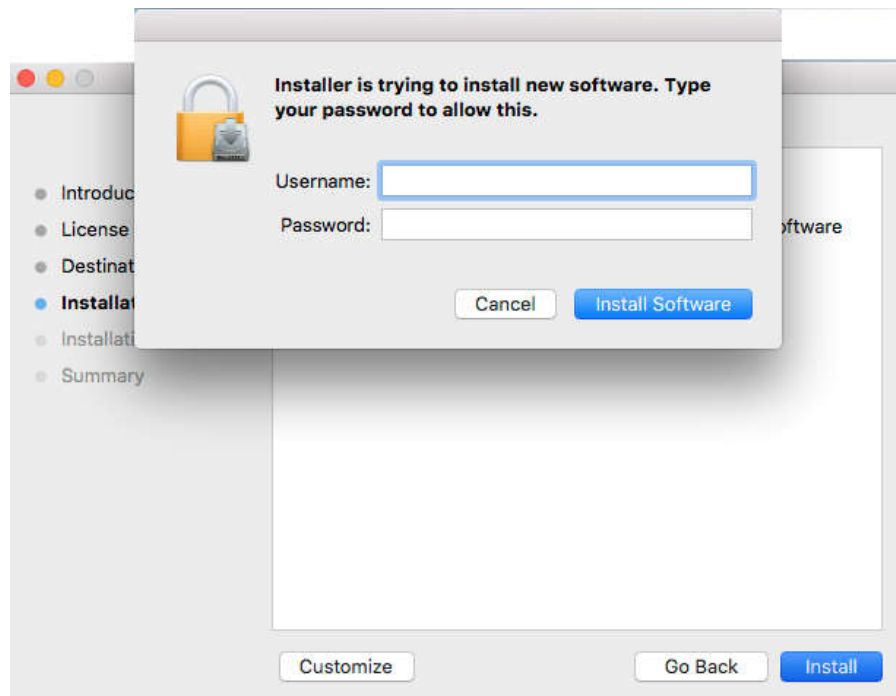 Installer is trying to install new software. Type
your password to allow this.
Username:
Password:
Cancel Install Software
Introduc
License
Destinat
Installat
Installati
Summary
oftware
Customize Go Back Install